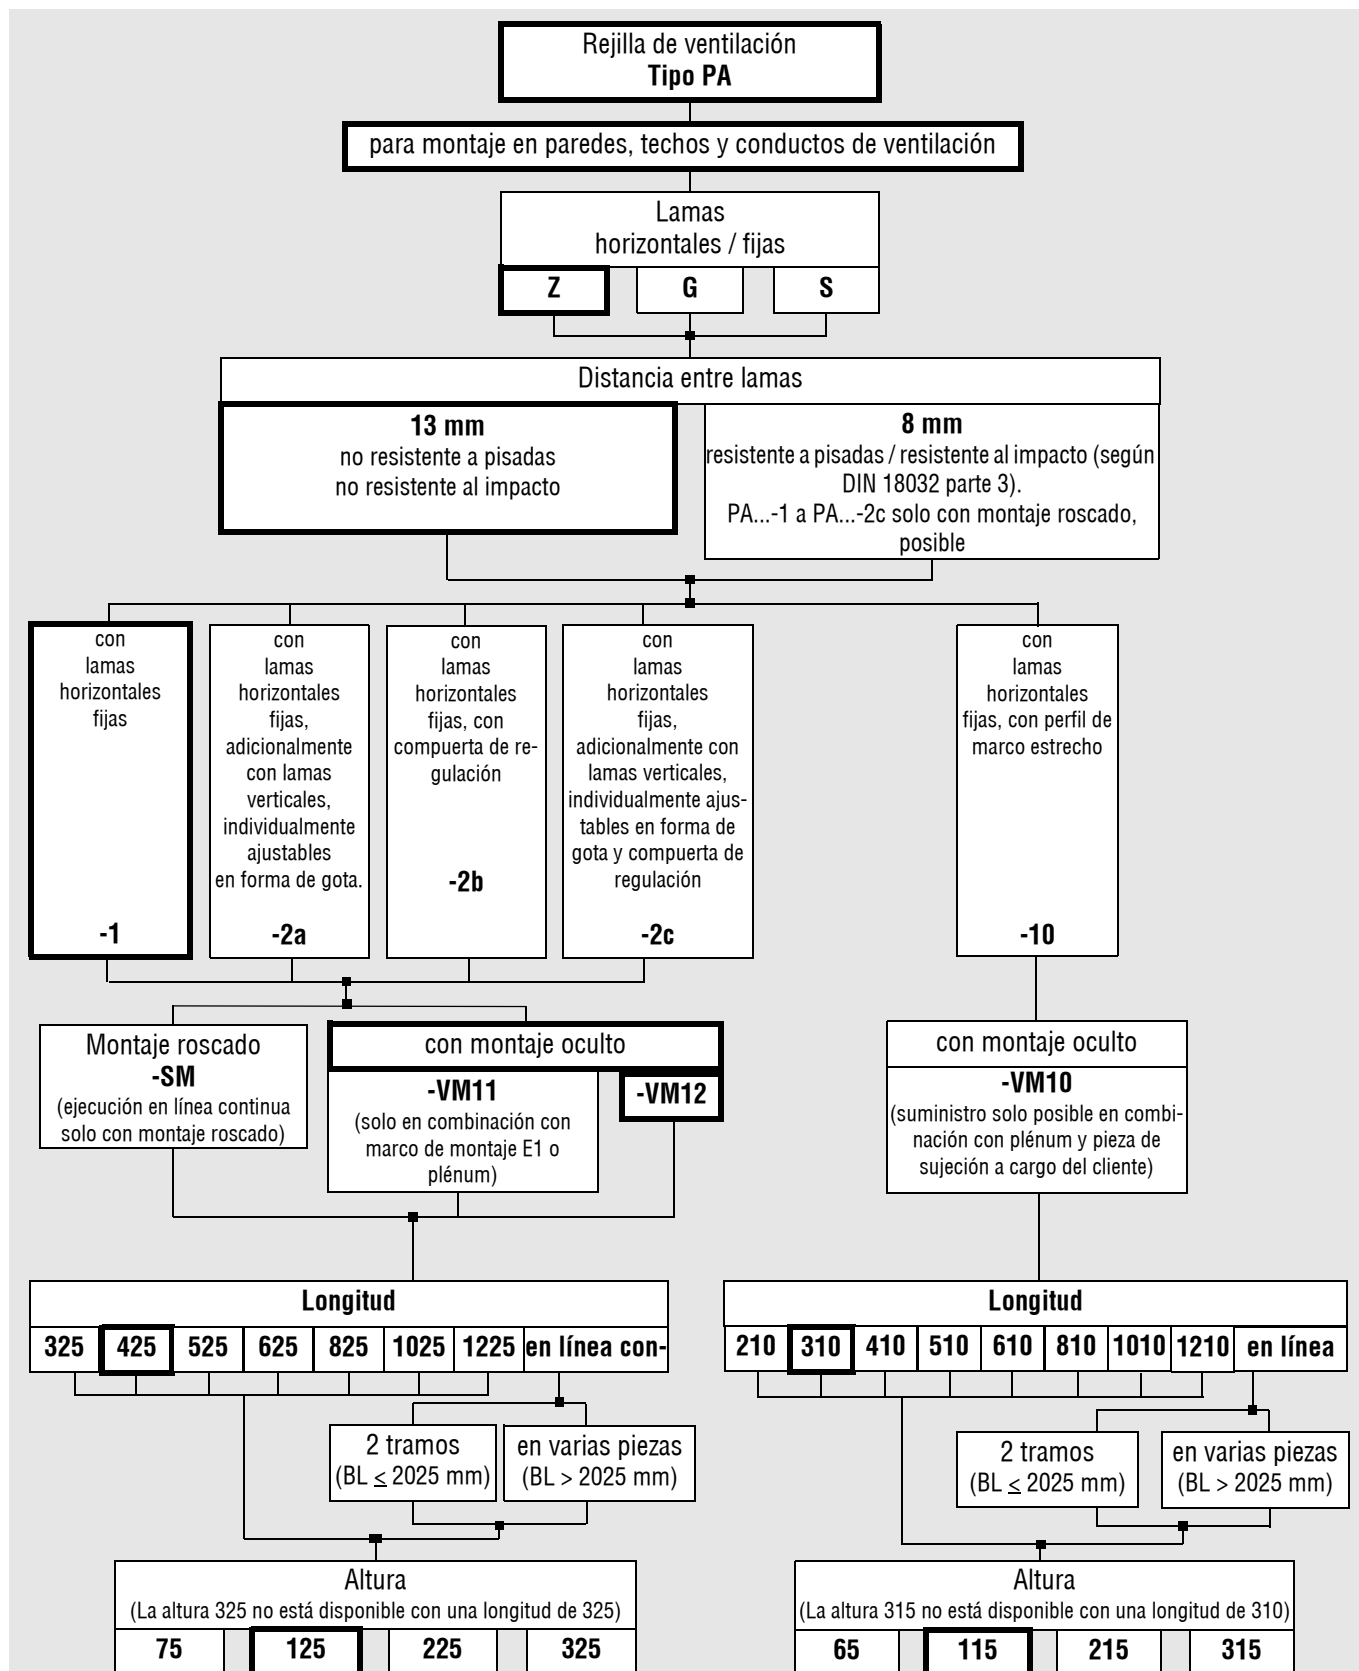 Rejilla de ventilación
Tipo PA
para montaje en paredes, techos y conductos de ventilación
Lamas
horizontales / fijas
Z
G
S
Distancia entre lamas
13 mm
no resistente a pisadas
no resistente al impacto
8 mm
resistente a pisadas / resistente al impacto (según
DIN 18032 parte 3).
PA...-1 a PA...-2c solo con montaje roscado,
posible
con
lamas
horizontales
fijas
-1
con
lamas
horizontales
fijas,
adicionalmente
con lamas
verticales,
individualmente
ajustables
en forma de gota.
-2a
con
lamas
horizontales
fijas, con
compuerta de re-
gulación
-2b
con
lamas
horizontales
fijas,
adicionalmente con
lamas verticales,
individualmente ajus-
tables en forma de
gota y compuerta de
regulación
-2c
con
lamas
horizontales
fijas, con perfil de
marco estrecho
-10
Montaje roscado
-SM
(ejecución en línea continua
solo con montaje roscado)
con montaje oculto
-VM11
(solo en combinación con
marco de montaje E1 o
plénum)
-VM12
con montaje oculto
-VM10
(suministro solo posible en combi-
nación con plénum y pieza de
sujeción a cargo del cliente)
Longitud
325
425
525
625
825
1025
1225
en línea con-
2 tramos
(BL ≤ 2025 mm)
en varias piezas
(BL > 2025 mm)
Longitud
210
310
410
510
610
810
1010
1210
en línea
2 tramos
(BL ≤ 2025 mm)
en varias piezas
(BL > 2025 mm)
Altura
(La altura 325 no está disponible con una longitud de 325)
75
125
225
325
Altura
(La altura 315 no está disponible con una longitud de 310)
65
115
215
315